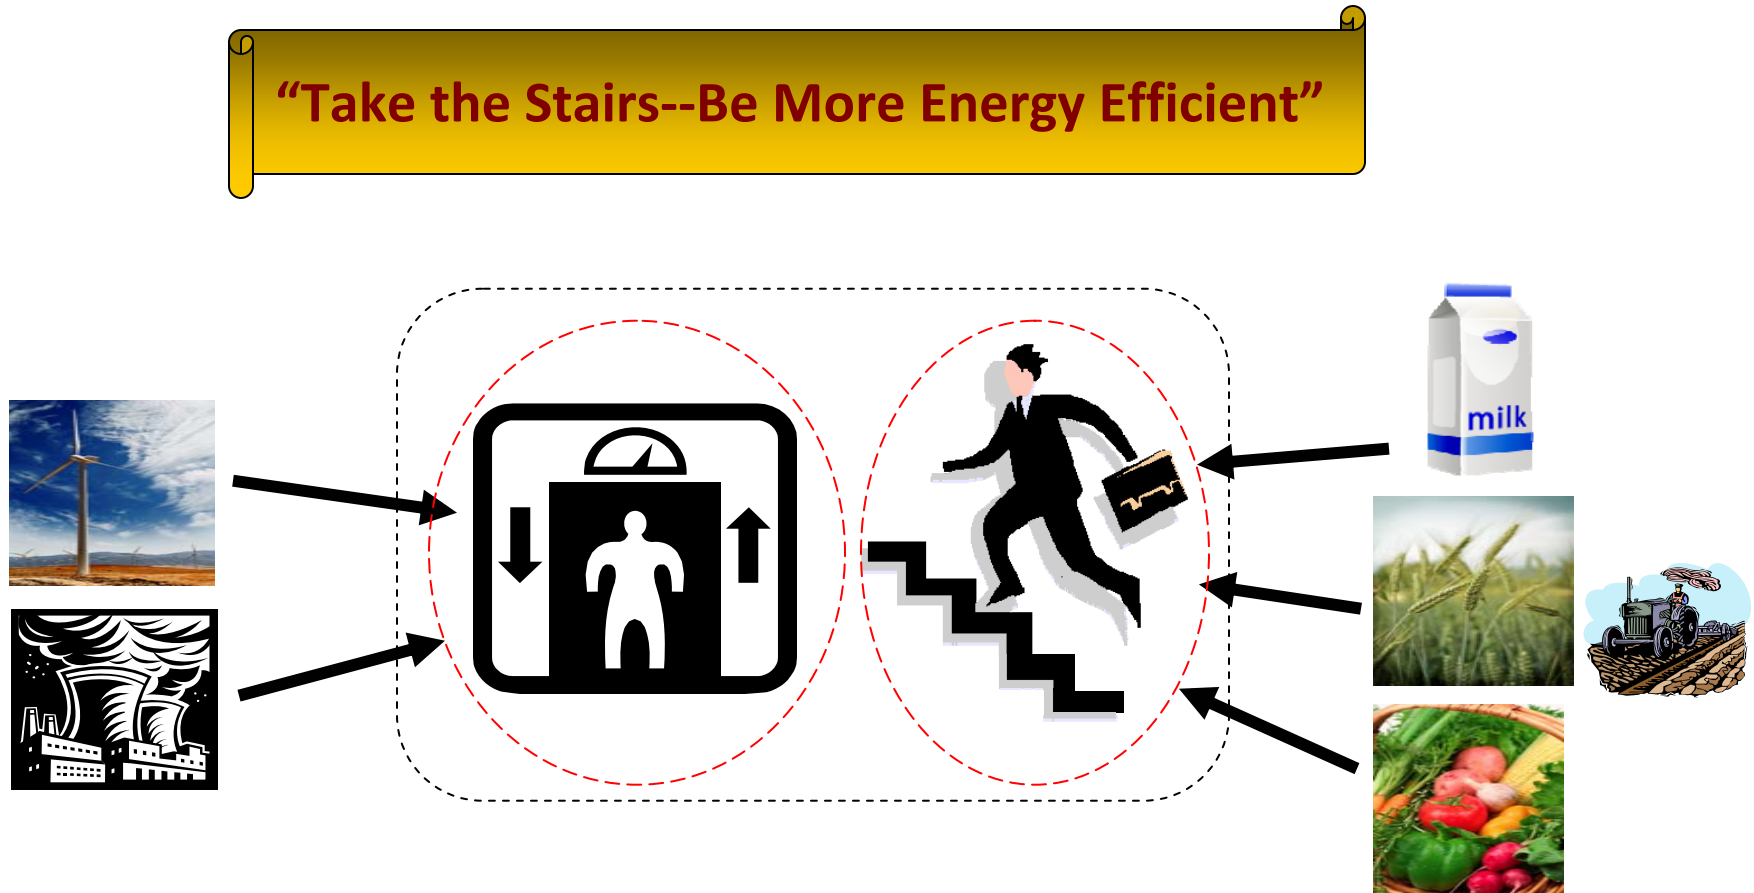 “Take the Stairs--Be More Energy Efficient”
milk